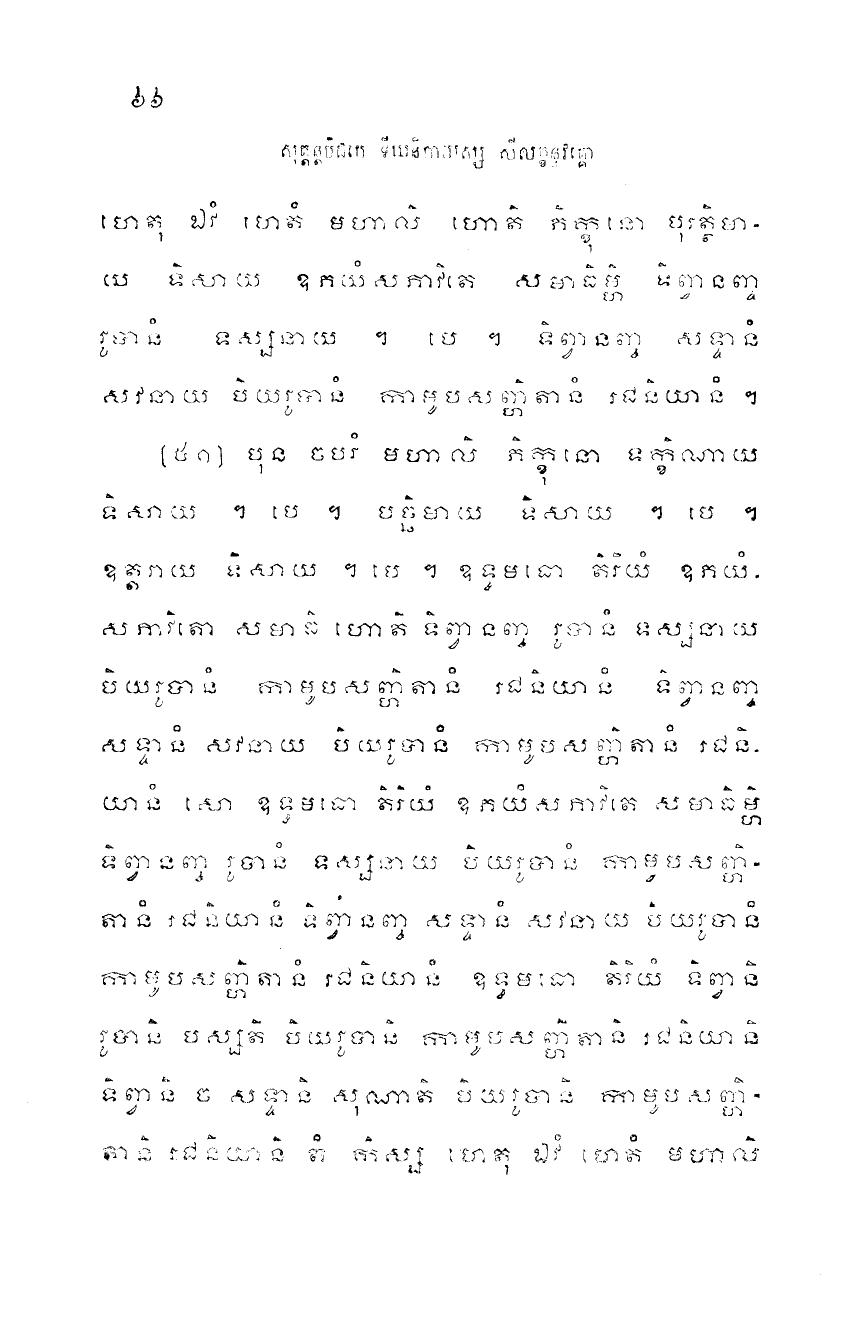 ៦៦
សុត្តន្តបិដកេ ទីឃនិកាយស្ស សីលក្ខន្ធវគ្គោ
ហេតុ ឯវំ ហេតំ មហាលិ ហោតិ ភិក្ខុនោ បុរត្ថិមា-
យ ទិសាយ ឧភយំសភាវិតេ សមាធិម្ហិ ទិព្វានញ្ច
រូបានំ ទស្សនាយ ។ បេ ។ ទិព្វានញ្ច សទ្ទានំ
សវនាយ បិយរូបានំ កាមូបសញ្ហិតានំ រជនិយានំ ។
[៥១] បុន ចបរំ មហាលិ ភិក្ខុនោ ទក្ខិណាយ
ទិសាយ ។ បេ ។ បច្ឆិមាយ ទិសាយ ។ បេ ។
ឧត្តរាយ ទិសាយ ។ បេ ។ ឧទ្ធមធោ តិរិយំ ឧភយំ-
សភាវិតោ សមាធិ ហោតិ ទិព្វានញ្ច រូបានំ ទស្សនាយ
បិយរូបានំ កាមូបសញ្ហិតានំ រជនិយានំ ទិព្វានញ្ច
សទ្ទានំ សវនាយ បិយរូបានំ កាមូបសញ្ហិតានំ រជនិ-
យានំ សោ ឧទ្ធមធោ តិរិយំ ឧភយំសភាវិតេ សមាធិម្ហិ
ទិព្វានញ្ច រូបានំ ទស្សនាយ បិយរូបានំ កាមូបសញ្ហិ-
តានំ រជនិយានំ ទិព្វានញ្ច សទ្ទានំ សវនាយ បិយរូបានំ
កាមូបសញ្ហិតានំ រជនិយានំ ឧទ្ធមធោ តិរិយំ ទិព្វានិ
រូបានិ បស្សតិ បិយរូបានិ កាមូបសញ្ហិតានិ រជនិយានិ
ទិព្វានិ ច សទ្ទានិ សុណាតិ បិយរូបានិ កាមូបសញ្ហិ-
តានិ រជនិយានិ តំ កិស្ស ហេតុ ឯវំ ហេតំ មហាលិ